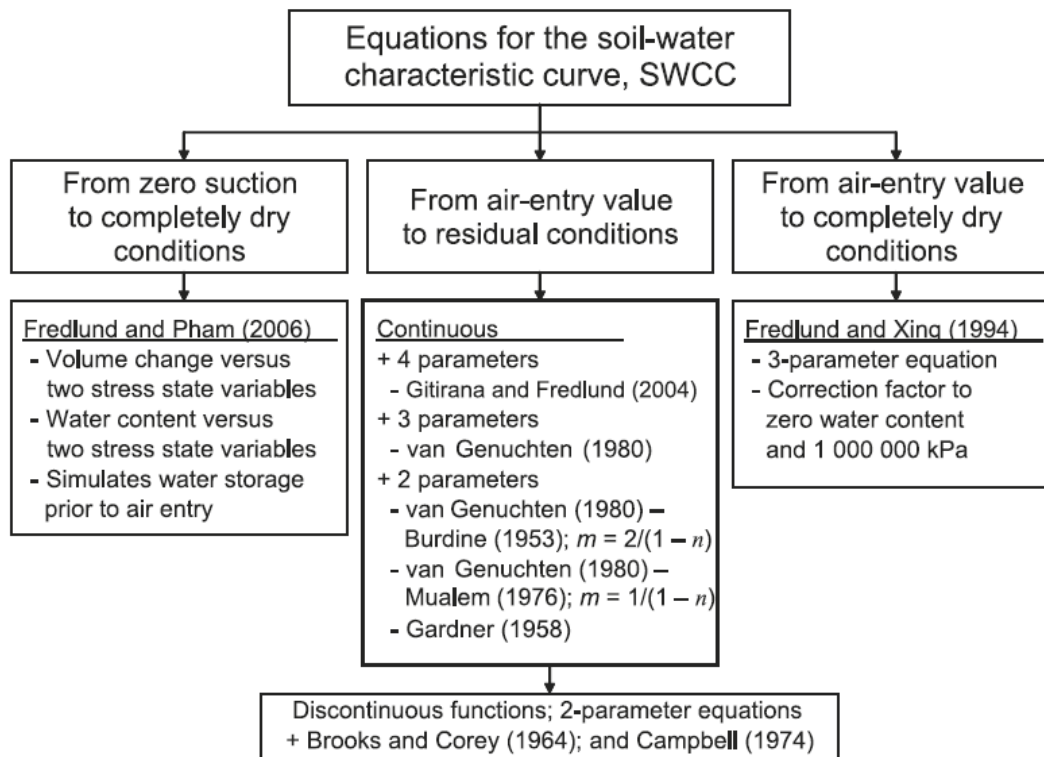 Equations for the soil-water
characteristic curve, SWCC
From zero suction
to completely dry
conditions
From air-entry value
to residual conditions
From air-entry value
to completely dry
conditions
Fredlund and Pham (2006)
- Volume change versus
two stress state variables
- Water content versus
two stress state variables
- Simulates water storage
prior to air entry
Continuous
+ 4 parameters
- Gitirana and Fredlund (2004)
+ 3 parameters
- van Genuchten (1980)
+ 2 parameters
- van Genuchten (1980) –
Burdine (1953); m = 2/(1 – n)
- van Genuchten (1980) –
Mualem (1976); m = 1/(1 – n)
- Gardner (1958)
Fredlund and Xing (1994)
- 3-parameter equation
- Correction factor to
zero water content
and 1 000 000 kPa
Discontinuous functions; 2-parameter equations
+ Brooks and Corey (1964); and Campbell (1974)